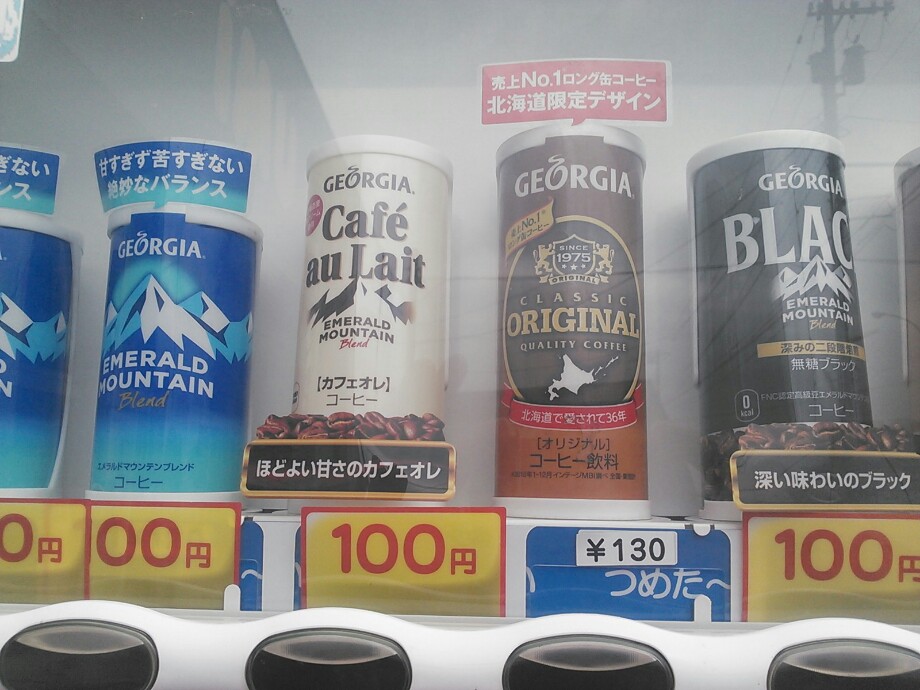 ぎない
ンス
甘すぎず苦すぎない
絶妙なバランス
GEORGIA
EMERALD
MOUNTAIN
Blend
エメラルドマウンテンブレンド
コーヒー
GEORGIA
Café
au Lait
EMERALD
MOUNTAIN
Blend
【カフェオレ】
コーヒー
ほどよい甘さのカフェオレ
売上No.1ロング缶コーヒー
北海道限定デザイン
GEORGIA
SINCE
1975
ORIGINAL
CLASSIC
ORIGINAL
QUALITY COFFEE
北海道で愛されて36年
[オリジナル]
コーヒー飲料
GEORGIA
BLAC
EMERALD
MOUNTAIN
Blend
無糖ブラック
0
kcal
コーヒー
深い味わいのブラック
0円
00円
100円
¥130
つめた〜
100円